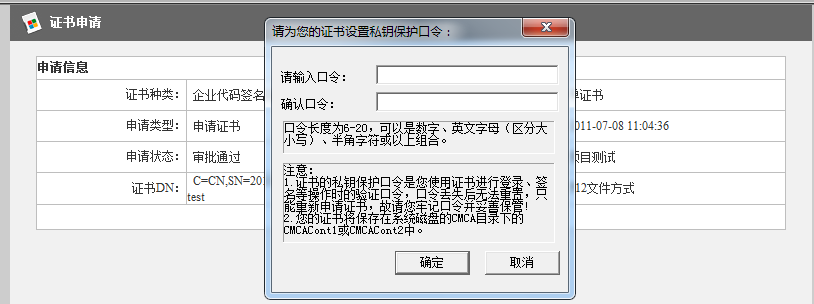 证书申请
请为您的证书设置私钥保护口令：
申请信息
证书种类： 企业代码签名
申请类型： 申请证书
申请状态： 审批通过
证书DN： C=CN,SN=201
test
请输入口令：
确认口令：
口令长度为6-20，可以是数字、英文字母（区分大
小写）、半角字符或以上组合。
注意：
1.证书的私钥保护口令是您使用证书进行登录、签
名等操作时的验证口令，口令丢失后无法重置，只
能重新申请证书，故请您牢记口令并妥善保管！
2.您的证书将保存在系统磁盘的CMCA目录下的
CMCACont1或CMCACont2中。
确定 取消
证书
011-07-08 11:04:36
项目测试
12文件方式